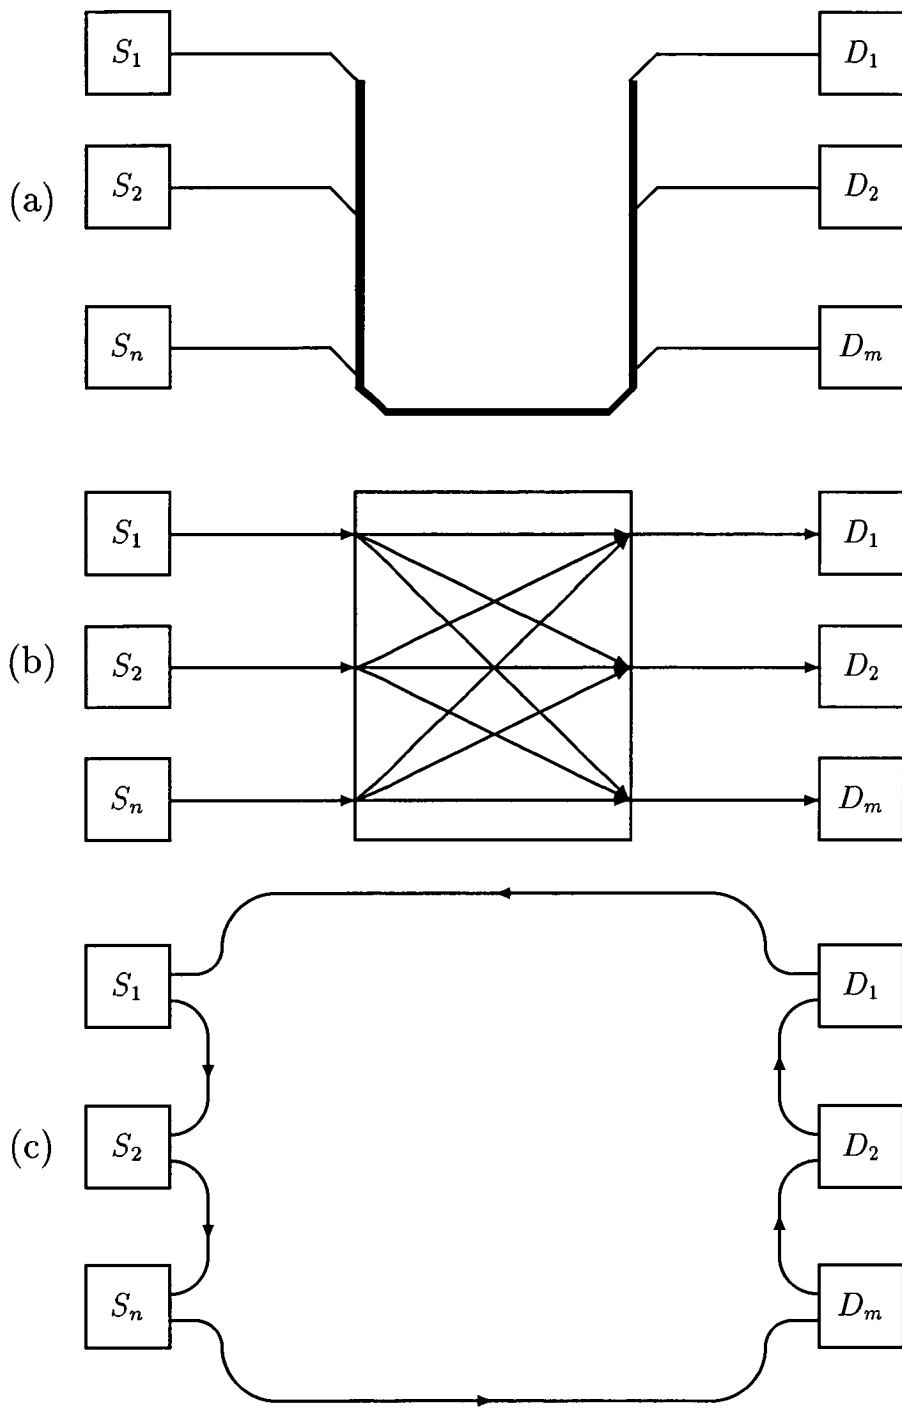 S₁ D₁
(a) S₂ D₂
Sₙ Dₘ
S₁ D₁
(b) S₂ D₂
Sₙ Dₘ
S₁ D₁
(c) S₂ D₂
Sₙ Dₘ